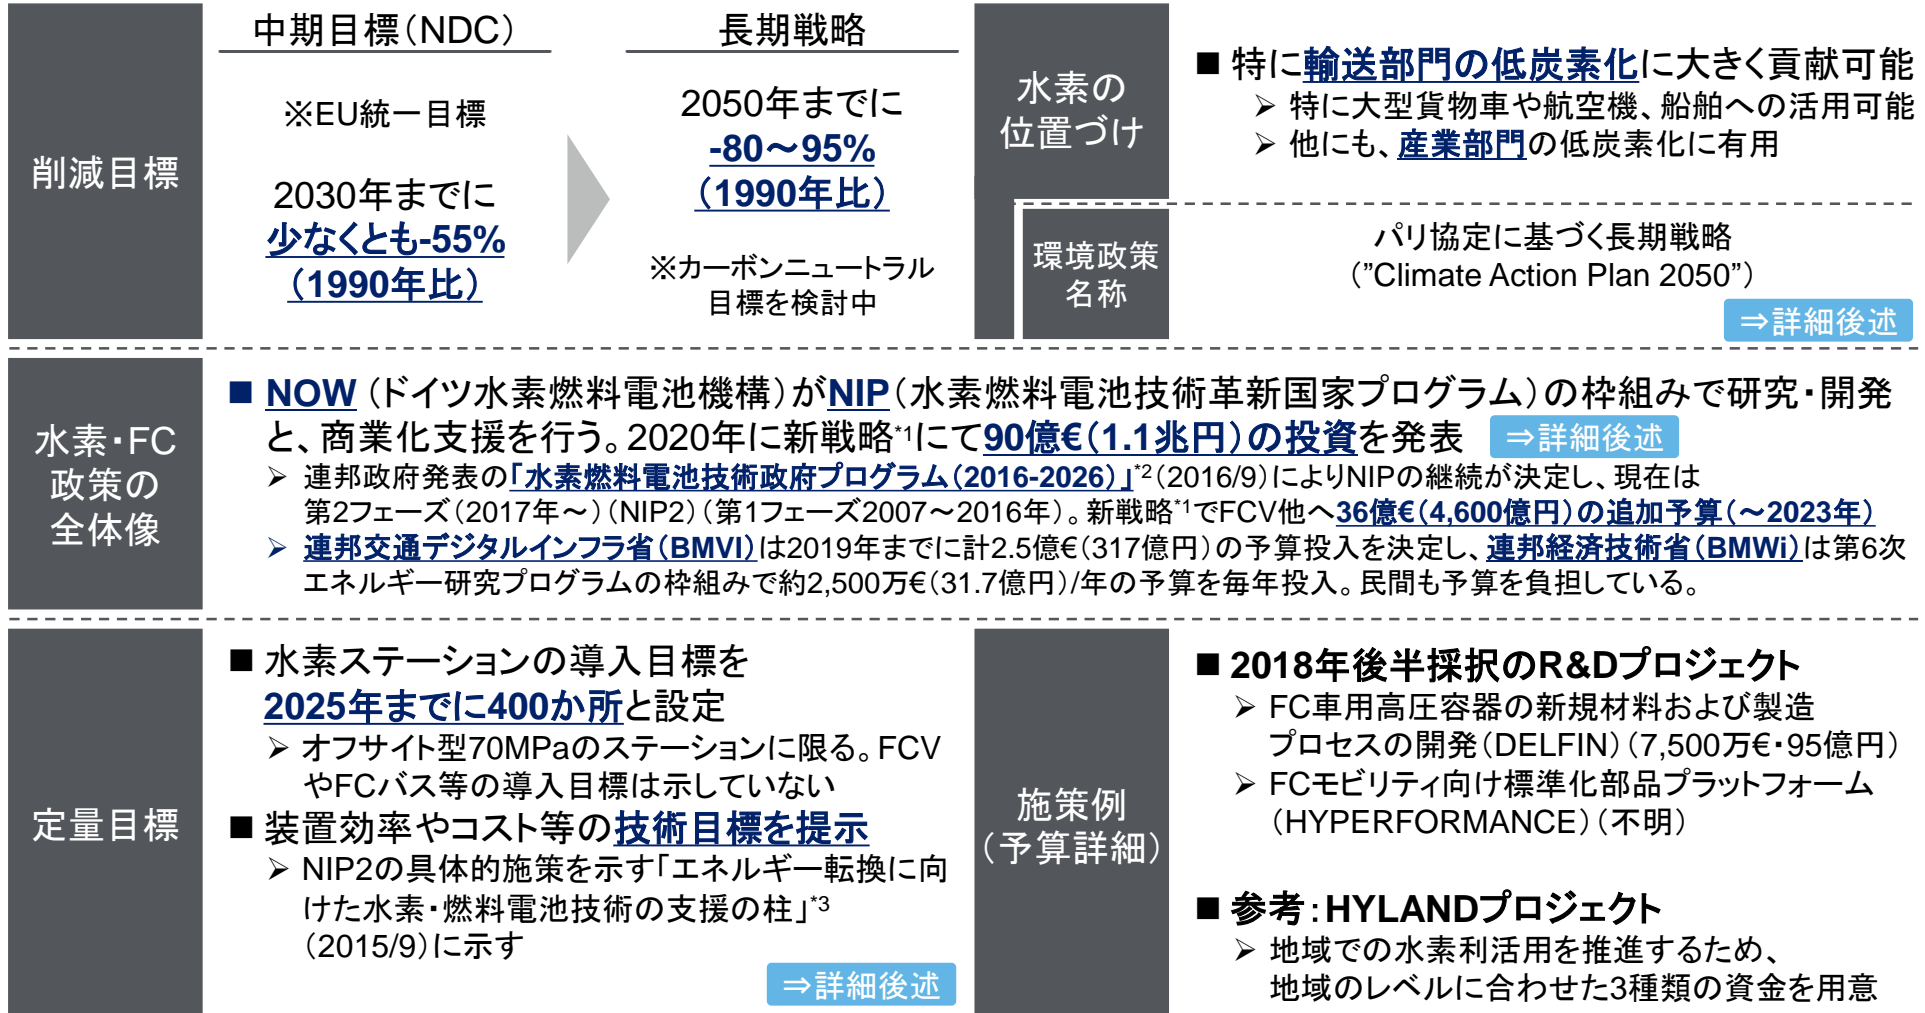 削減目標
中期目標(NDC)
※EU統一目標
2030年までに
少なくとも-55%
(1990年比)
長期戦略
2050年までに
-80~95%
(1990年比)
※カーボンニュートラル
目標を検討中
水素の
位置づけ
■ 特に輸送部門の低炭素化に大きく貢献可能
➢ 特に大型貨物車や航空機、船舶への活用可能
➢ 他にも、産業部門の低炭素化に有用
環境政策
名称
パリ協定に基づく長期戦略
(”Climate Action Plan 2050”)
⇒詳細後述
水素・FC
政策の
全体像
■ NOW (ドイツ水素燃料電池機構)がNIP(水素燃料電池技術革新国家プログラム)の枠組みで研究・開発
と、商業化支援を行う。2020年に新戦略*1にて90億€(1.1兆円)の投資を発表 ⇒詳細後述
➢ 連邦政府発表の「水素燃料電池技術政府プログラム(2016-2026)」*2(2016/9)によりNIPの継続が決定し、現在は
第2フェーズ(2017年~)(NIP2)(第1フェーズ2007~2016年)。新戦略*1でFCV他へ36億€(4,600億円)の追加予算(~2023年)
➢ 連邦交通デジタルインフラ省(BMVI)は2019年までに計2.5億€(317億円)の予算投入を決定し、連邦経済技術省(BMWi)は第6次
エネルギー研究プログラムの枠組みで約2,500万€(31.7億円)/年の予算を毎年投入。民間も予算を負担している。
定量目標
■ 水素ステーションの導入目標を
2025年までに400か所と設定
➢ オフサイト型70MPaのステーションに限る。FCV
やFCバス等の導入目標は示していない
■ 装置効率やコスト等の技術目標を提示
➢ NIP2の具体的施策を示す「エネルギー転換に向
けた水素・燃料電池技術の支援の柱」*3
(2015/9)に示す
⇒詳細後述
施策例
(予算詳細)
■ 2018年後半採択のR&Dプロジェクト
➢ FC車用高圧容器の新規材料および製造
プロセスの開発(DELFIN)(7,500万€・95億円)
➢ FCモビリティ向け標準化部品プラットフォーム
(HYPERFORMANCE)(不明)
■ 参考:HYLANDプロジェクト
➢ 地域での水素利活用を推進するため、
地域のレベルに合わせた3種類の資金を用意